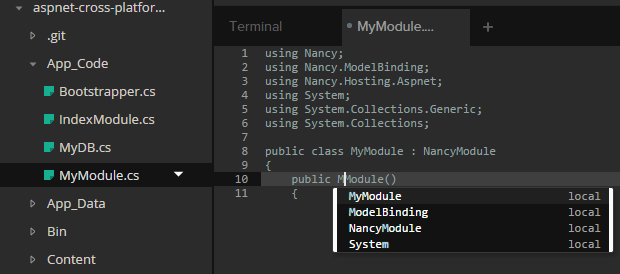 aspnet-cross-platfor...
.git
App_Code
Bootstrapper.cs
IndexModule.cs
MyDB.cs
MyModule.cs
App_Data
Bin
Content
Terminal
MyModule....
+
1 using Nancy;
2 using Nancy.ModelBinding;
3 using Nancy.Hosting.Aspnet;
4 using System;
5 using System.Collections.Generic;
6 using System.Collections;
7
8 public class MyModule : NancyModule
9 {
10 public MModule()
11 {
MyModule local
ModelBinding local
NancyModule local
System local